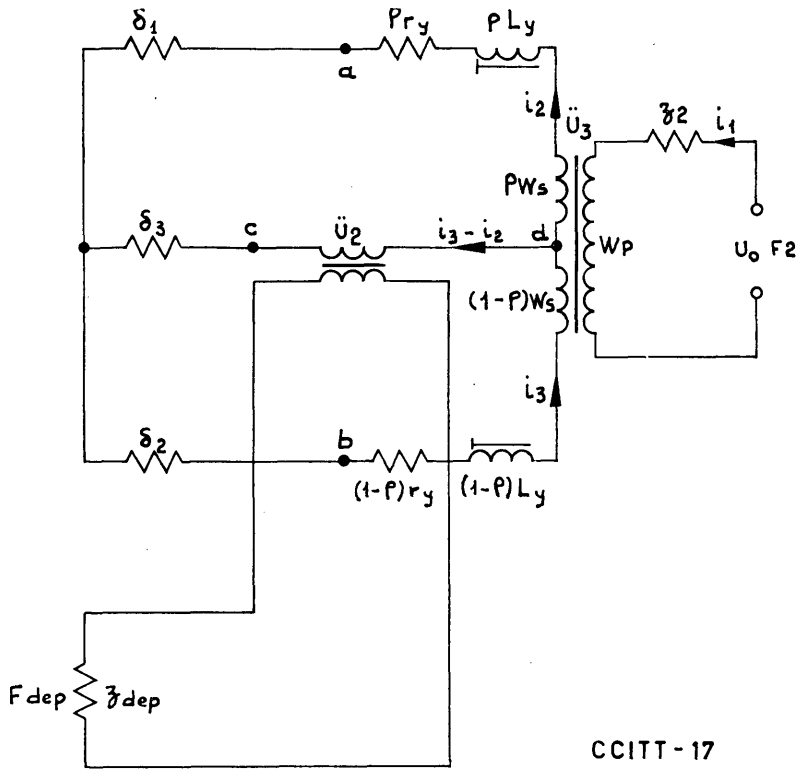 δ1
ρry
ρLy
a
i2
Ü3
z2
i1
ρWs
δ3
c
Ü2
i3 - i2
d
Wp
U₀ F2
(1-ρ)Ws
i3
δ2
b
(1-ρ)ry
(1-ρ)Ly
Fdep
zdep
CCITT - 17